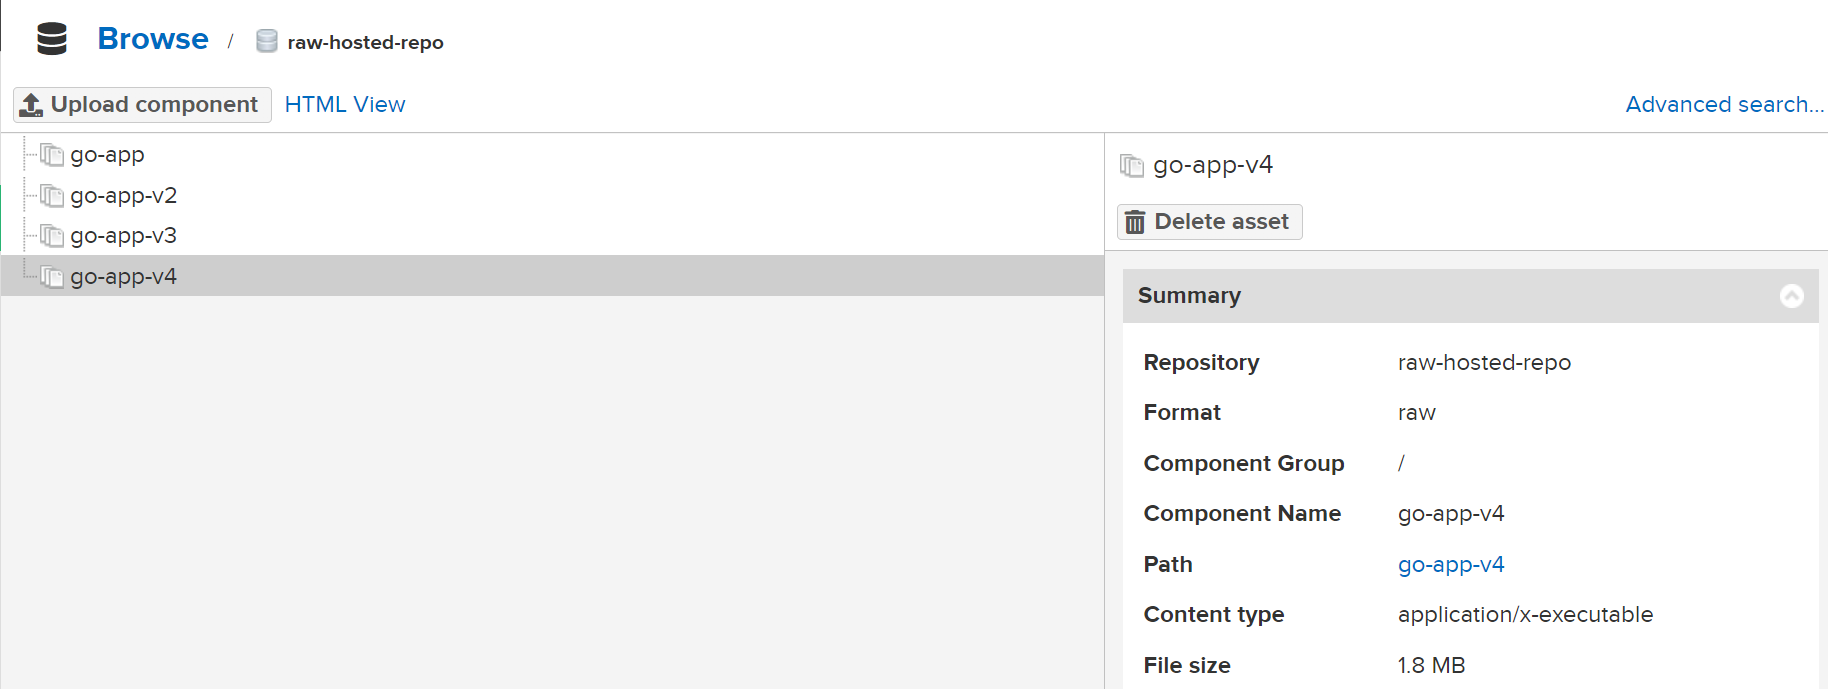 Browse / raw-hosted-repo
Upload component HTML View Advanced search...
go-app
go-app-v2
go-app-v3
go-app-v4
go-app-v4
Delete asset
Summary
Repository raw-hosted-repo
Format raw
Component Group /
Component Name go-app-v4
Path go-app-v4
Content type application/x-executable
File size 1.8 MB